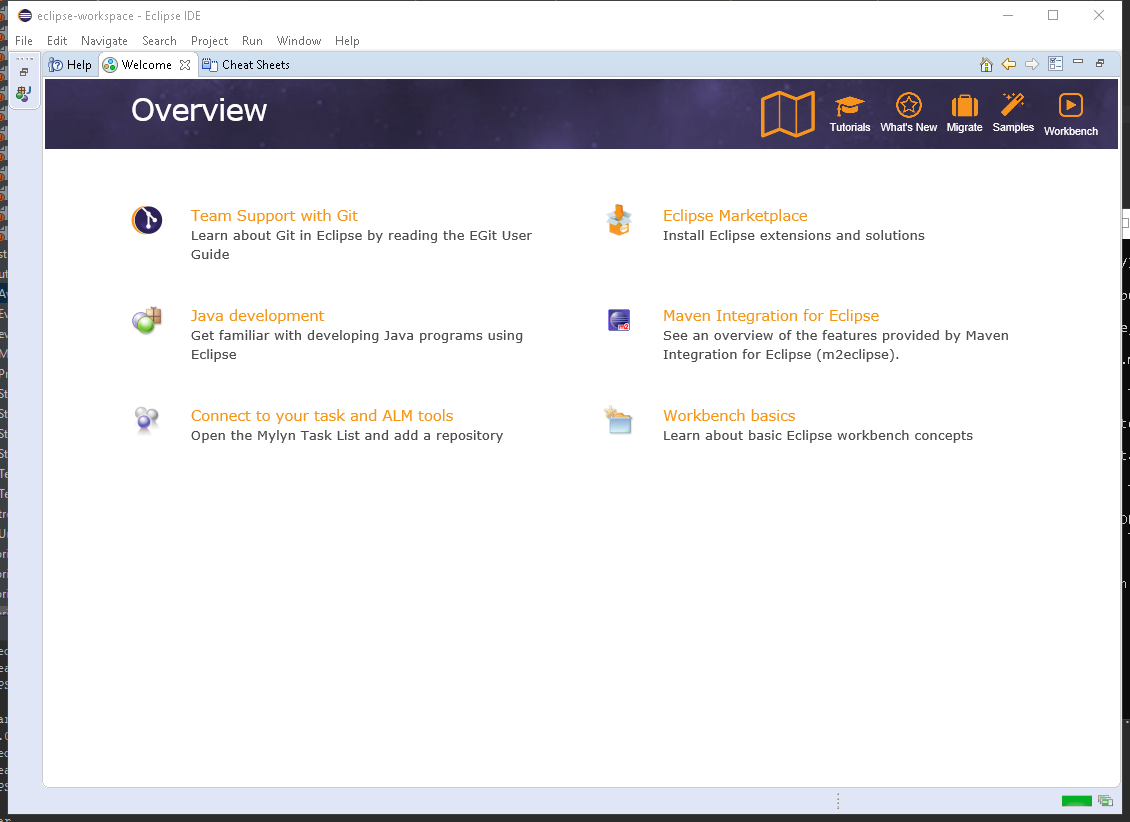 eclipse-workspace - Eclipse IDE
File Edit Navigate Search Project Run Window Help
Help Welcome Cheat Sheets
Overview
Tutorials What's New Migrate Samples Workbench
Team Support with Git
Learn about Git in Eclipse by reading the EGit User
Guide
Eclipse Marketplace
Install Eclipse extensions and solutions
Java development
Get familiar with developing Java programs using
Eclipse
Maven Integration for Eclipse
See an overview of the features provided by Maven
Integration for Eclipse (m2eclipse).
Connect to your task and ALM tools
Open the Mylyn Task List and add a repository
Workbench basics
Learn about basic Eclipse workbench concepts